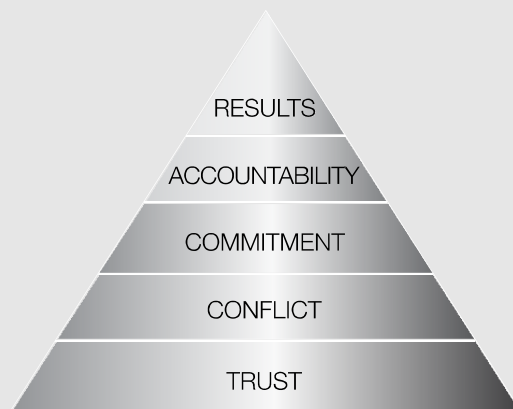 RESULTS
ACCOUNTABILITY
COMMITMENT
CONFLICT
TRUST